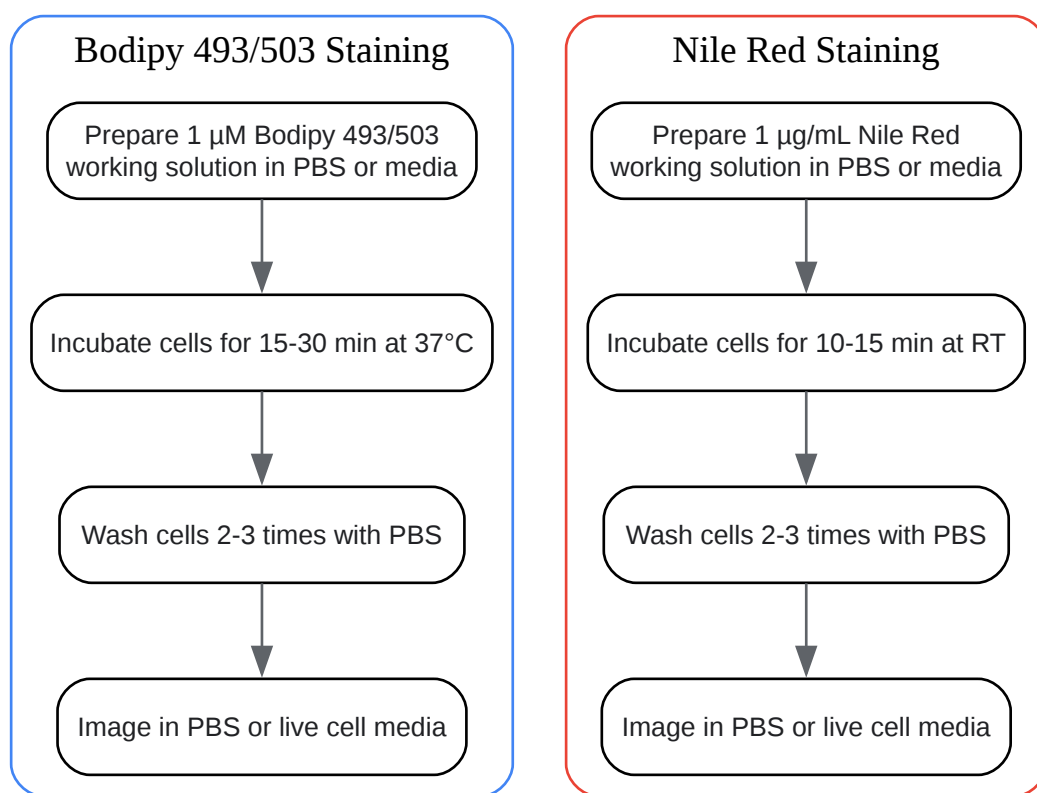 Bodipy 493/503 Staining
Prepare 1 µM Bodipy 493/503
working solution in PBS or media
Incubate cells for 15-30 min at 37°C
Wash cells 2-3 times with PBS
Image in PBS or live cell media
Nile Red Staining
Prepare 1 µg/mL Nile Red
working solution in PBS or media
Incubate cells for 10-15 min at RT
Wash cells 2-3 times with PBS
Image in PBS or live cell media